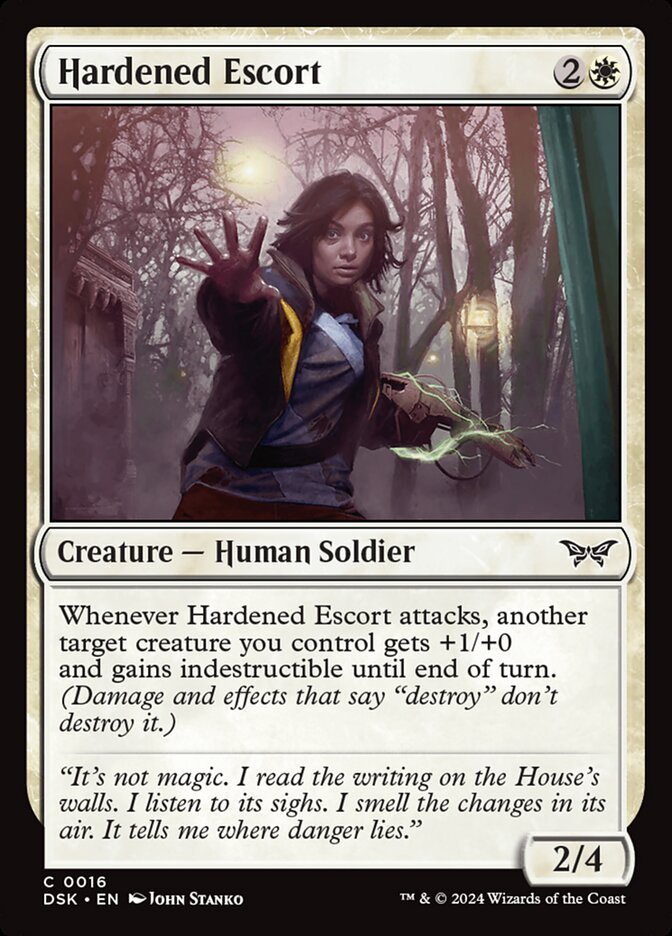 Hardened Escort
2
Creature — Human Soldier
Whenever Hardened Escort attacks, another
target creature you control gets +1/+0
and gains indestructible until end of turn.
(Damage and effects that say “destroy” don’t
destroy it.)
“It’s not magic. I read the writing on the House’s
walls. I listen to its sighs. I smell the changes in its
air. It tells me where danger lies.”
2/4
C 0016
DSK • EN John Stanko
™ & © 2024 Wizards of the Coast